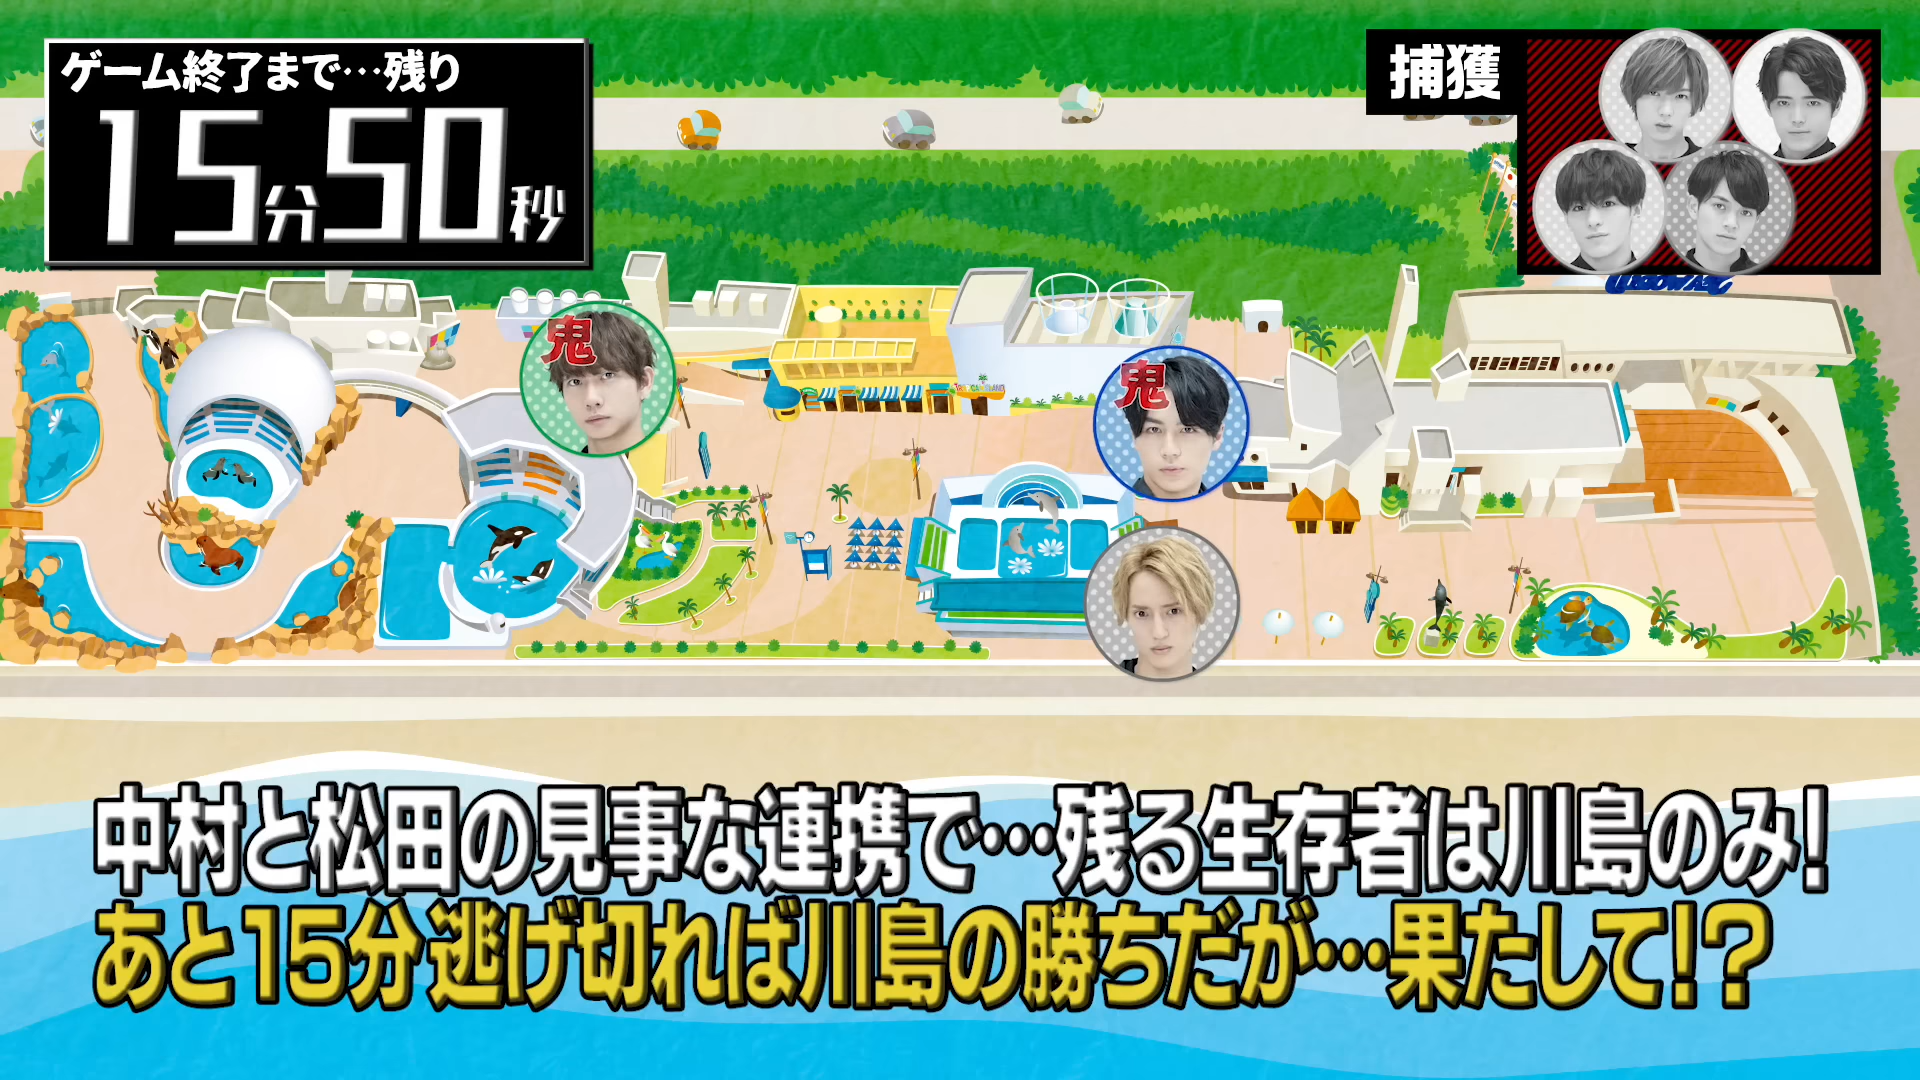 ゲーム終了まで…残り
15分50秒
捕獲
鬼
鬼
中村と松田の見事な連携で…残る生存者は川島のみ!
あと15分逃げ切れば川島の勝ちだが…果たして!?